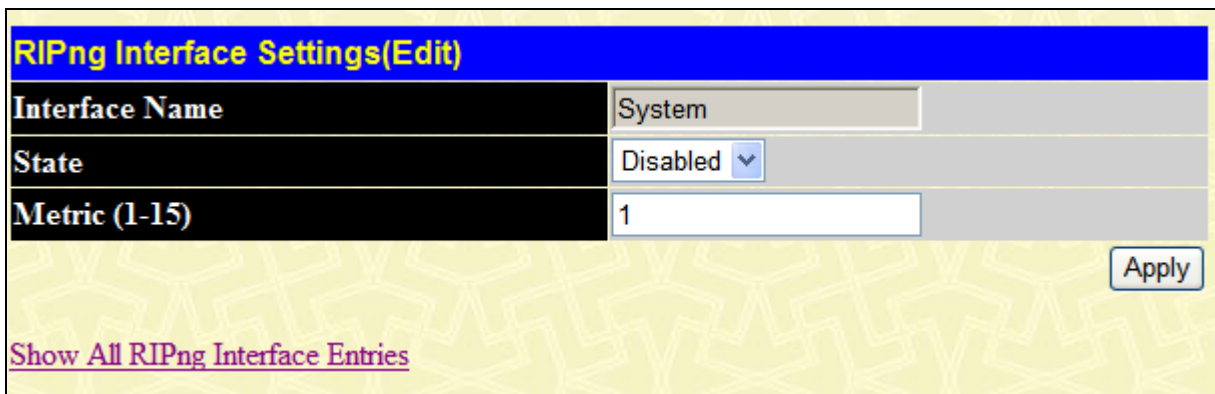 RIPng Interface Settings(Edit)
Interface Name System
State Disabled
Metric (1-15) 1
Apply
Show All RIPng Interface Entries